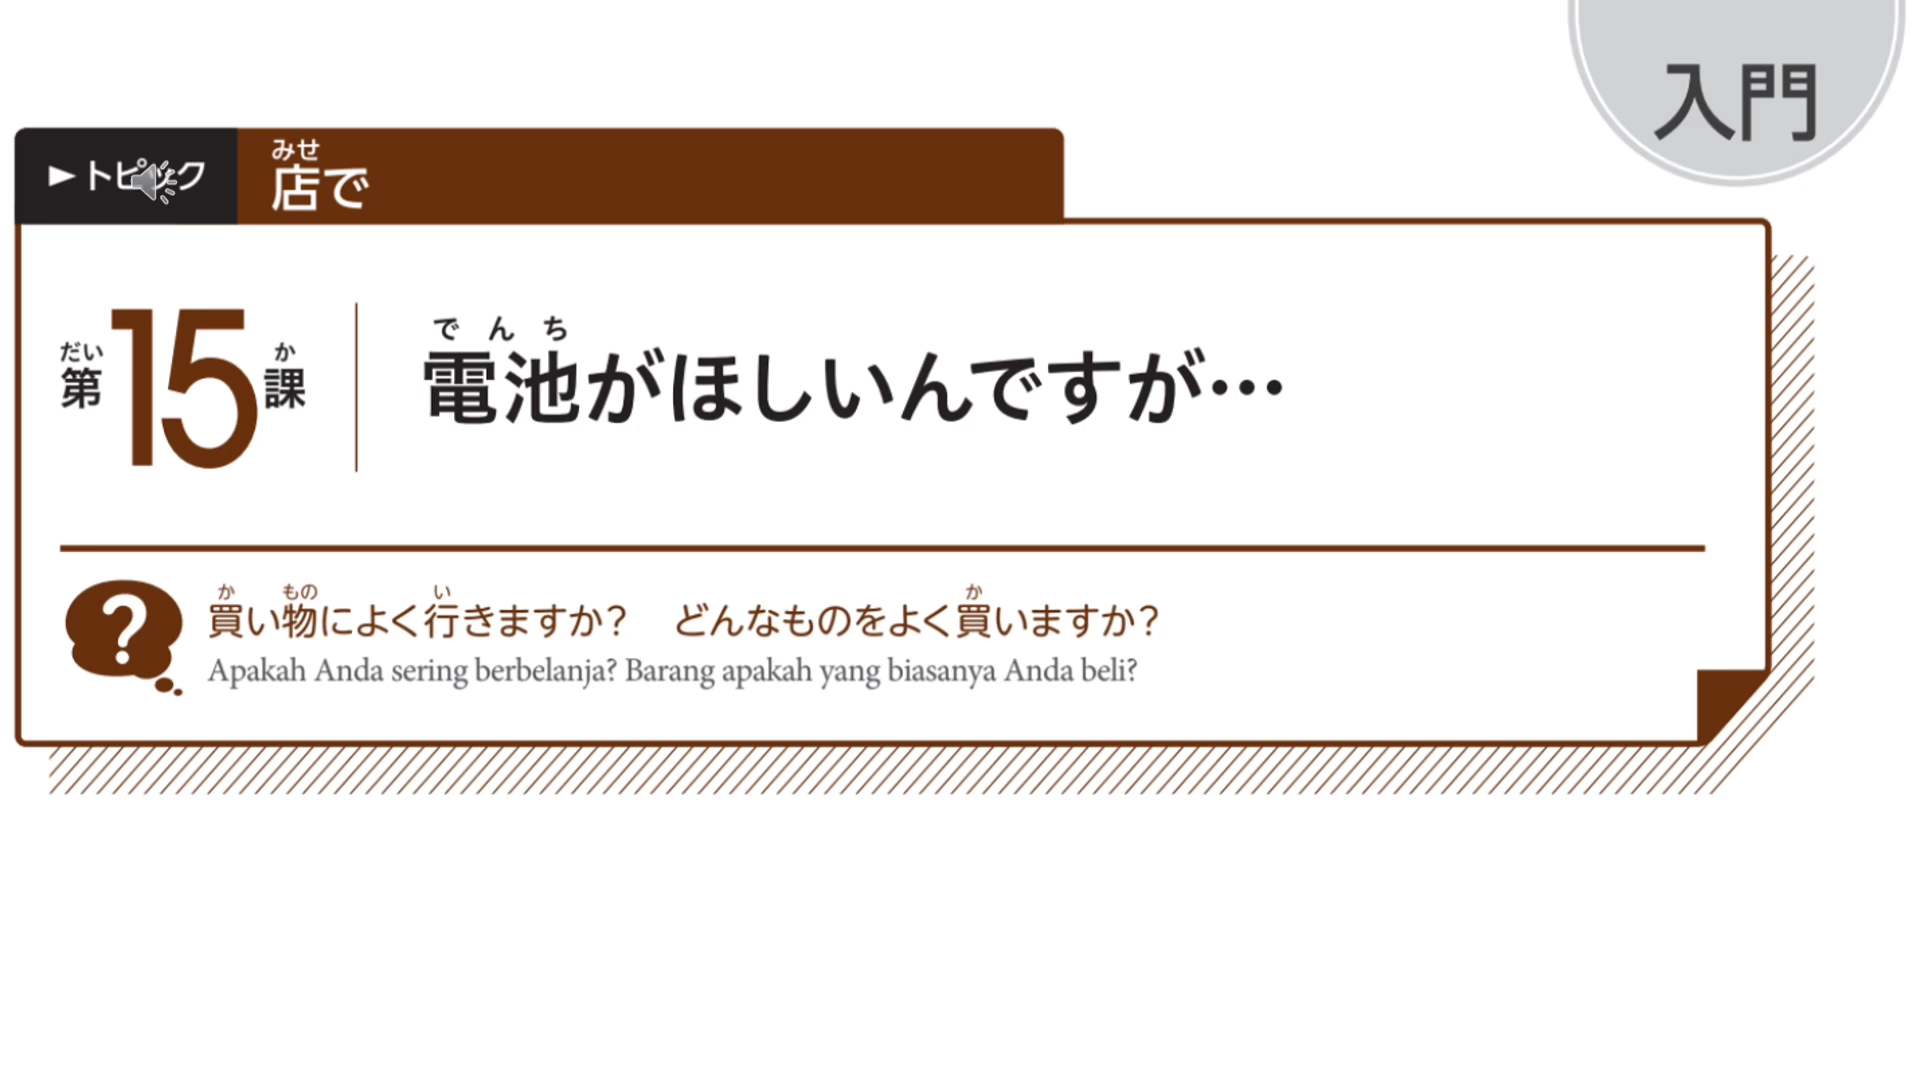 入門
▶トピック
みせ
店で
だい か
第15課
でんち
電池がほしいんですが…
か もの い か
買い物によく行きますか？ どんなものをよく買いますか？
Apakah Anda sering berbelanja? Barang apakah yang biasanya Anda beli?
?